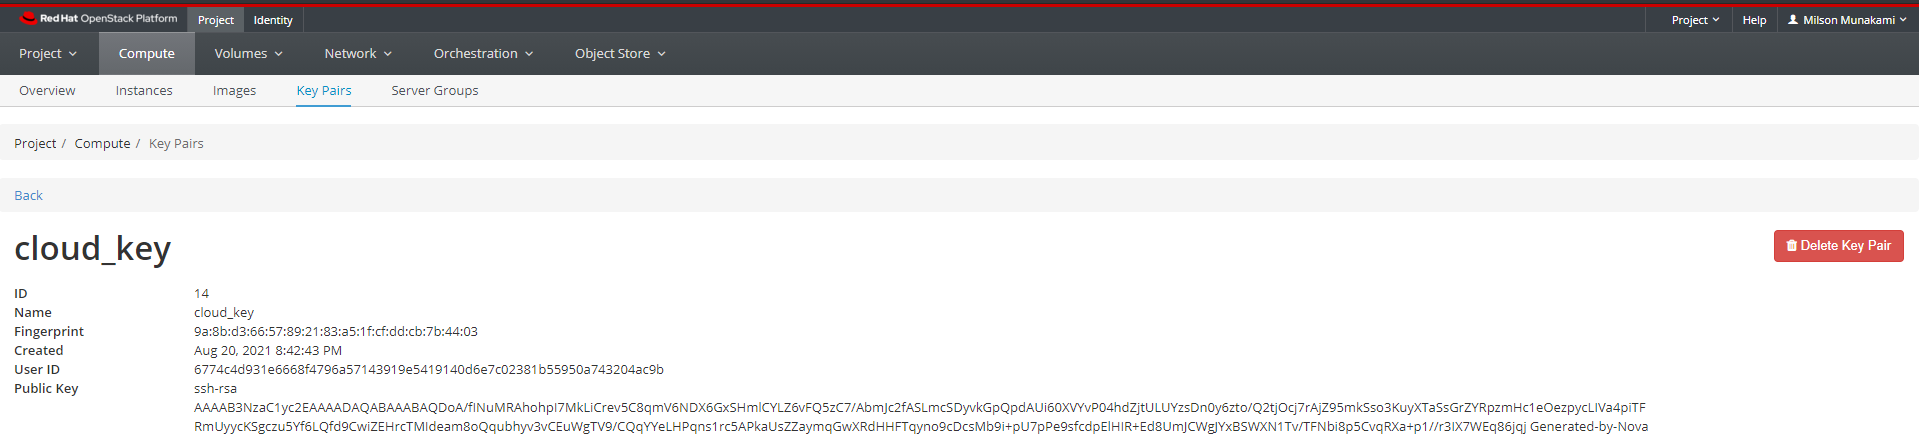 Red Hat OpenStack Platform Project Identity Project Help Milson Munakami
Project Compute Volumes Network Orchestration Object Store
Overview Instances Images Key Pairs Server Groups
Project / Compute / Key Pairs
Back
cloud_key
Delete Key Pair
ID 14
Name cloud_key
Fingerprint 9a:8b:d3:66:57:89:21:83:a5:1f:cf:dd:cb:7b:44:03
Created Aug 20, 2021 8:42:43 PM
User ID 6774c4d931e6668f4796a57143919e5419140d6e7c02381b55950a743204ac9b
Public Key ssh-rsa
AAAAB3NzaC1yc2EAAAADAQABAAABAQDoA/fINuMRAhohpI7MkLiCrev5C8qmV6NDX6GxSHmlCYLZ6vFQ5zC7/AbmJc2fASLmcSDyvkGpQpdAUi60XVYvP04hdZjtULUYzsDn0y6zto/Q2tjOcj7rAjZ95mkSso3KuyXTaSsGrZYRpzmHc1eOezpycLIVa4piTF
RmUyycKSgczu5Yf6LQfd9CwiZEHrcTMIdeam8oQqubhyv3vCEuWgTV9/CQqYYeLHPqns1rc5APkaUsZZaymqGwXRdHHFTqyno9cDcsMb9i+pU7pPe9sfcdpElHIR+Ed8UmJCWgJYxBSWXN1Tv/TFNbi8p5CvqRXa+p1//r3IX7WEq86jqj Generated-by-Nova